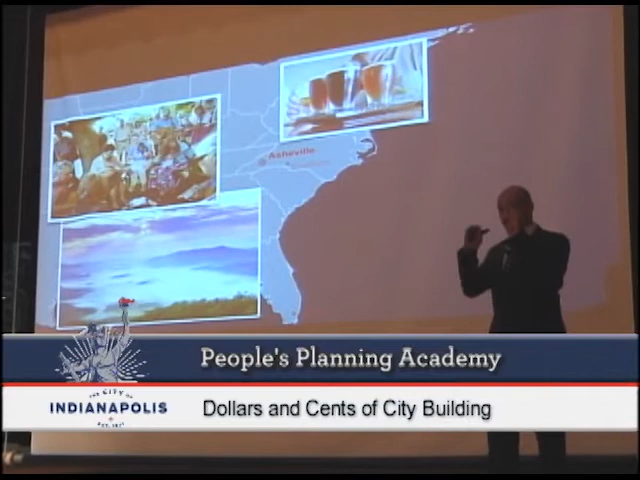 Asheville
People's Planning Academy
THE CITY OF
INDIANAPOLIS
EST. 1821
Dollars and Cents of City Building